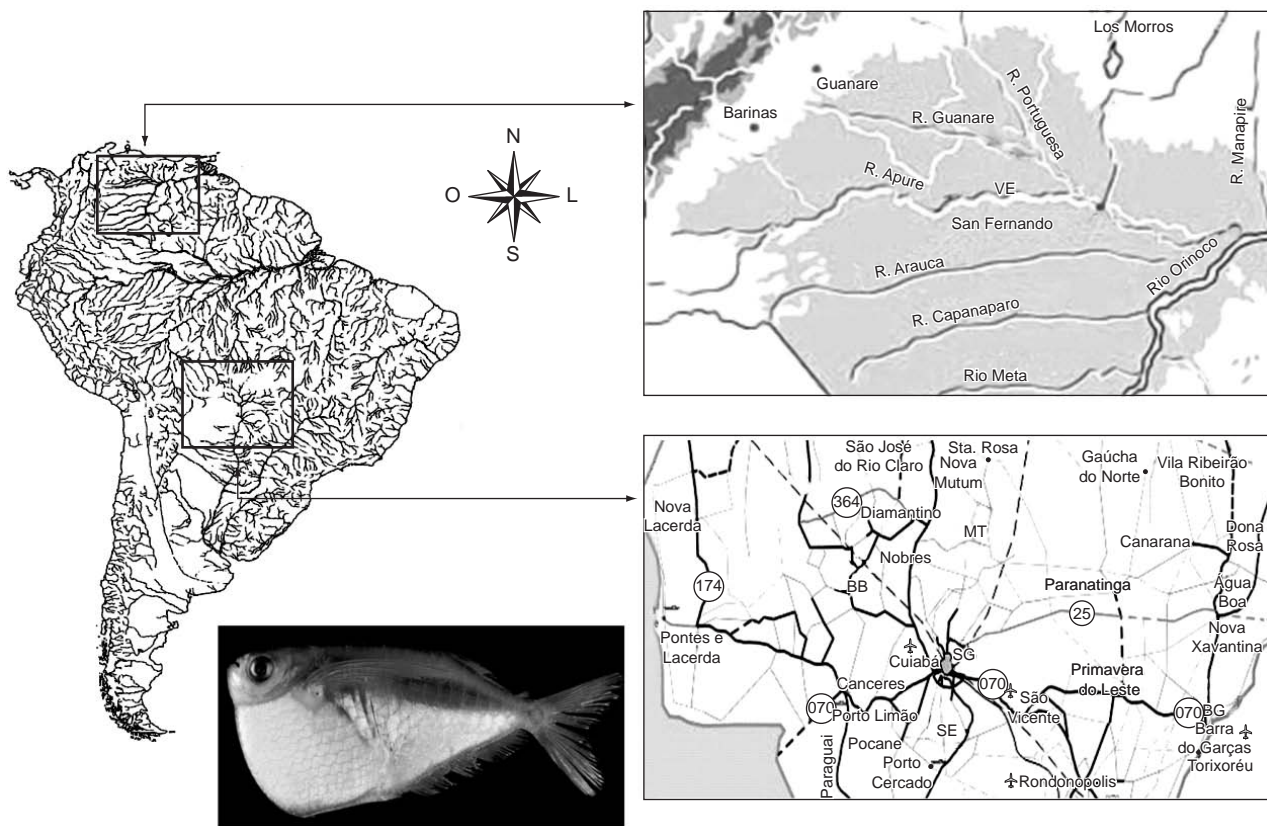 N
O
L
S
Los Morros
Guanare
Barinas
R. Guanare
R. Portuguesa
R. Manapire
R. Apure
VE
San Fernando
R. Arauca
Rio Orinoco
R. Capanaparo
Rio Meta
São José
do Rio Claro
Sta. Rosa
Nova
Mutum
Gaúcha
do Norte
Vila Ribeirão
Bonito
Nova
Lacerda
364
Diamantino
MT
Canarana
Dona
Rosa
Nobres
174
BB
Paranatinga
Água
Boa
25
Pontes e
Lacerda
Nova
Xavantina
SG
Cuiabá
Canceres
070
São
Vicente
Primavera
do Leste
070
Porto Limão
070
BG
Barra
do Garças
Torixoréu
SE
Pocane
Porto
Cercado
Paraguai
Rondonopolis